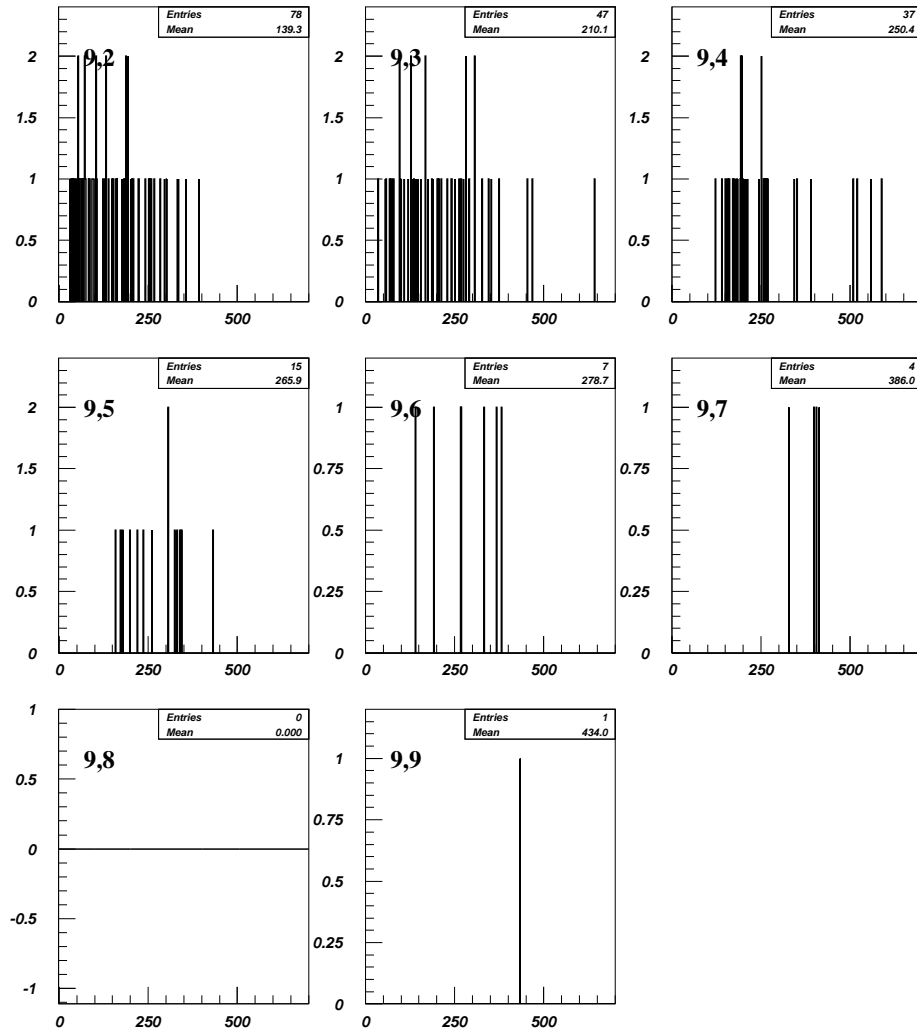 Entries 78
Mean 139.3
9,2
2
1.5
1
0.5
0
0 250 500
Entries 47
Mean 210.1
9,3
2
1.5
1
0.5
0
0 250 500
Entries 37
Mean 250.4
9,4
2
1.5
1
0.5
0
0 250 500
Entries 15
Mean 265.9
9,5
2
1.5
1
0.5
0
0 250 500
Entries 7
Mean 278.7
9,6
1
0.75
0.5
0.25
0
0 250 500
Entries 4
Mean 386.0
9,7
1
0.75
0.5
0.25
0
0 250 500
Entries 0
Mean 0.000
9,8
1
0.5
0
-0.5
-1
0 250 500
Entries 1
Mean 434.0
9,9
1
0.75
0.5
0.25
0
0 250 500